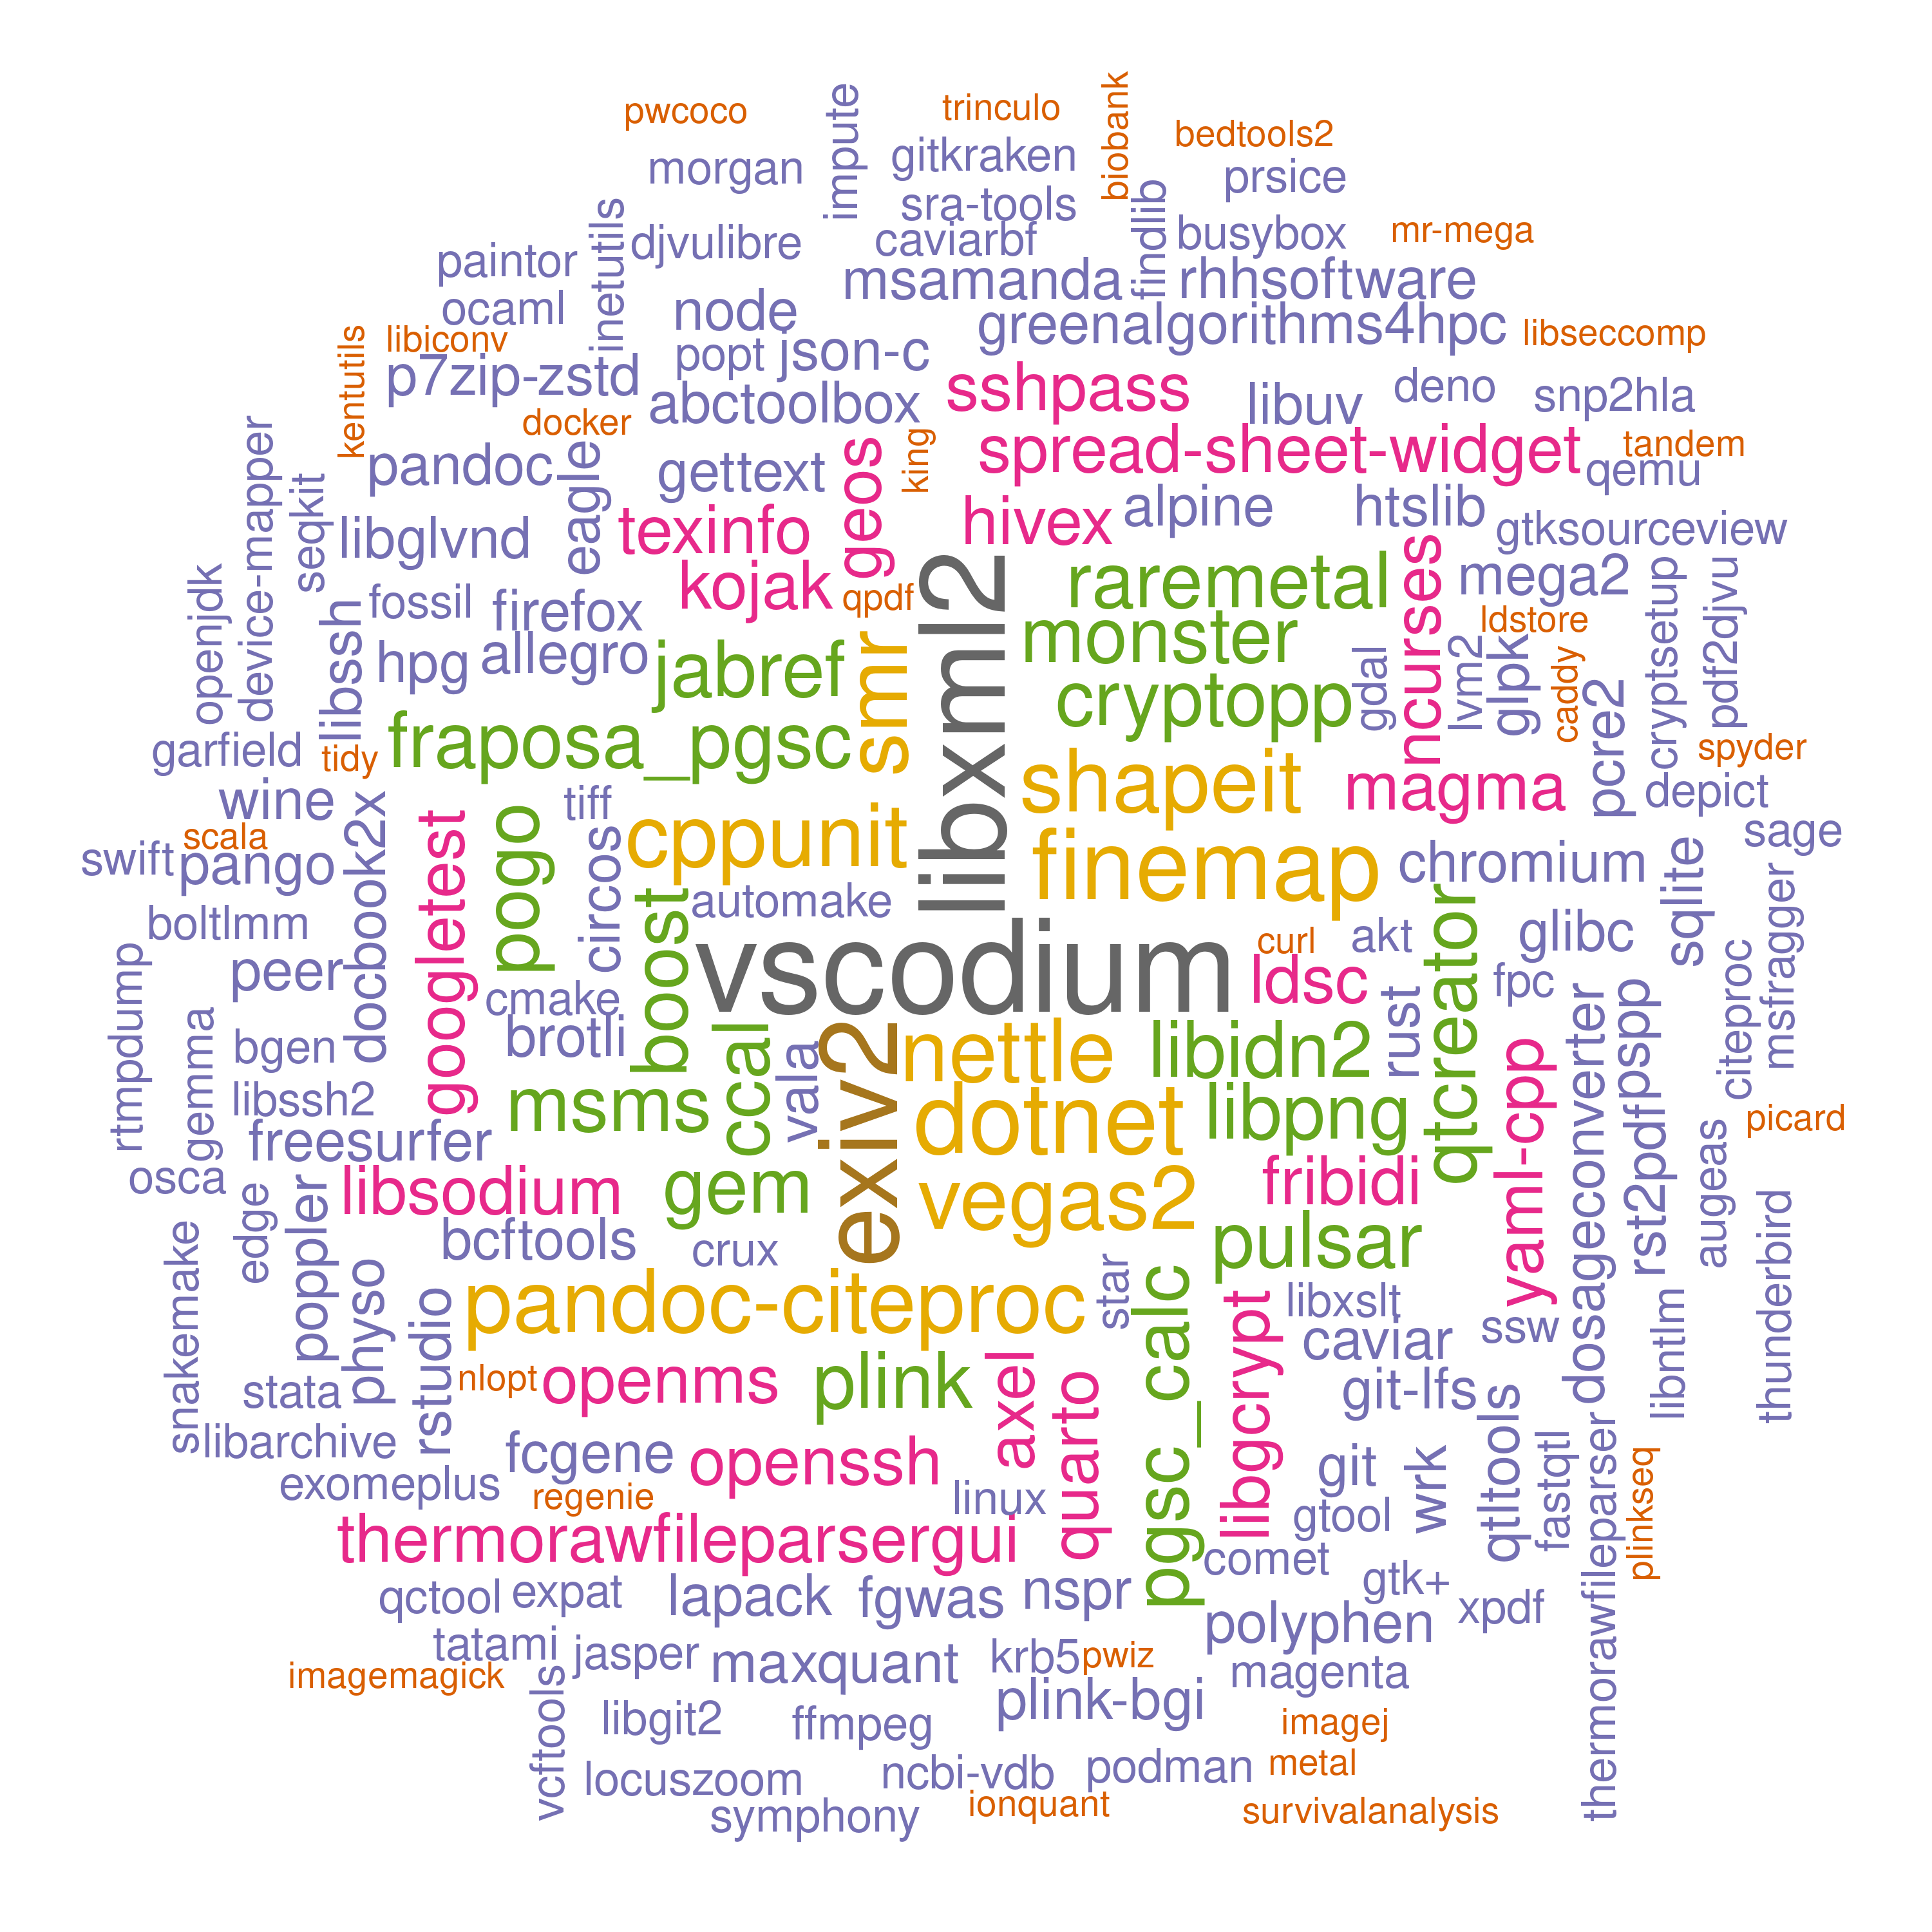 pwcoco
impute
trinculo
biobank
bedtools2
morgan
gitkraken
prsice
sra-tools
findlib
inetutils
djvulibre
caviarbf
busybox
mr-mega
paintor
msamanda
rhhsoftware
ocaml
node
greenalgorithms4hpc
libseccomp
kentutils
libiconv
popt
json-c
p7zip-zstd
abctoolbox
sshpass
libuv
deno
snp2hla
docker
device-mapper
pandoc
eagle
gettext
geos
king
spread-sheet-widget
tandem
qemu
seqkit
libglvnd
texinfo
hivex
alpine
htslib
gtksourceview
openjdk
libssh
fossil
firefox
kojak
qpdf
libxml2
raremetal
ncurses
mega2
cryptsetup
pdf2djvu
hpg
allegro
jabref
smr
monster
ldstore
gdal
lvm2
glpk
caddy
pcre2
cryptopp
garfield
tidy
fraposa_pgsc
spyder
wine
docbook2x
googletest
pogo
tiff
cppunit
shapeit
magma
depict
scala
swift
pango
circos
automake
finemap
chromium
sqlite
sage
boltlmm
boost
vscodium
curl
akt
qtcreator
glibc
msfragger
citeproc
rtmpdump
peer
cmake
ldsc
fpc
gemma
bgen
brotli
ccal
vala
exiv2
nettle
libidn2
rust
yaml-cpp
dosageconverter
pspp
libssh2
msms
dotnet
libpng
rst2pdf
picard
freesurfer
osca
libsodium
gem
vegas2
fribidi
augeas
edge
poppler
bcftools
crux
pulsar
thunderbird
snakemake
physo
rstudio
pandoc-citeproc
star
pgsc_calc
libgcrypt
libxslt
ssw
libntlm
caviar
stata
nlopt
openms
plink
axel
quarto
git-lfs
qtltools
libarchive
fcgene
openssh
git
wrk
fastqtl
thermorawfileparser
plinkseq
exomeplus
regenie
linux
gtool
thermorawfileparsergui
comet
qctool
expat
lapack
fgwas
nspr
gtk+
xpdf
polyphen
tatami
jasper
maxquant
krb5
pwiz
magenta
imagemagick
vcftools
plink-bgi
libgit2
ffmpeg
imagej
locuszoom
ncbi-vdb
podman
metal
symphony
ionquant
survivalanalysis